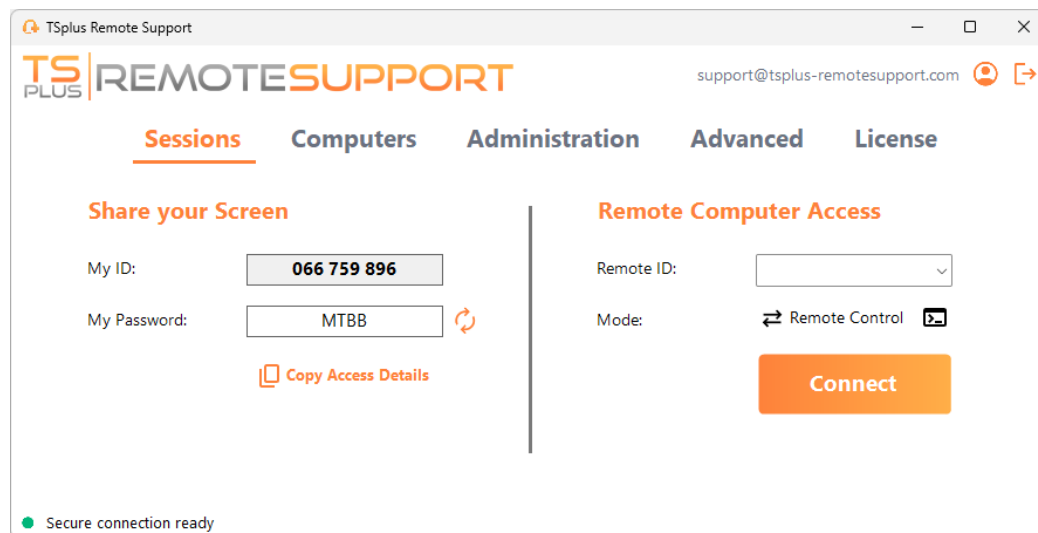 TSplus Remote Support
TS PLUS REMOTESUPPORT
support@tsplus-remotesupport.com
Sessions Computers Administration Advanced License
Share your Screen
My ID: 066 759 896
My Password: MTBB
Copy Access Details
Remote Computer Access
Remote ID:
Mode: Remote Control
Connect
Secure connection ready